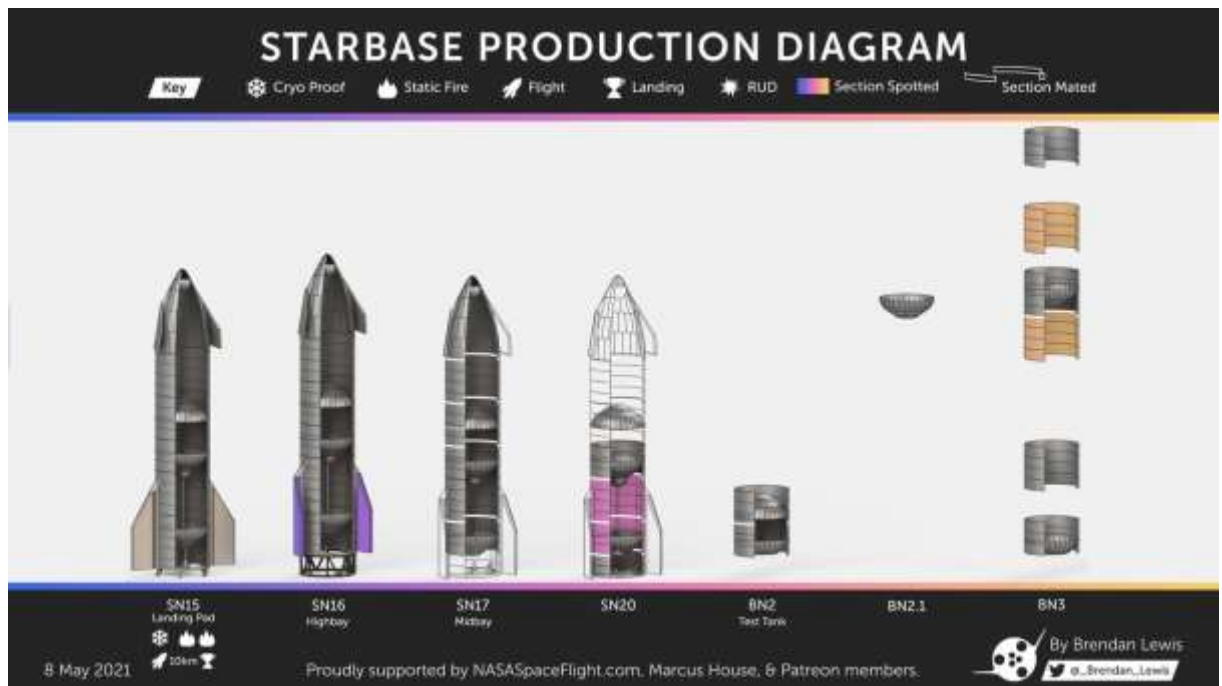 STARBASE PRODUCTION DIAGRAM
Key Cryo Proof Static Fire Flight Landing RUD Section Spotted Section Mated
SN15 SN16 SN17 SN20 BN2 BN2.1 BN3
Landing Pad Highbay Midbay Test Tank
10km
By Brendan Lewis
8 May 2021 Proudly supported by NASASpaceFlight.com, Marcus House, & Patreon members. @_Brendan_Lewis